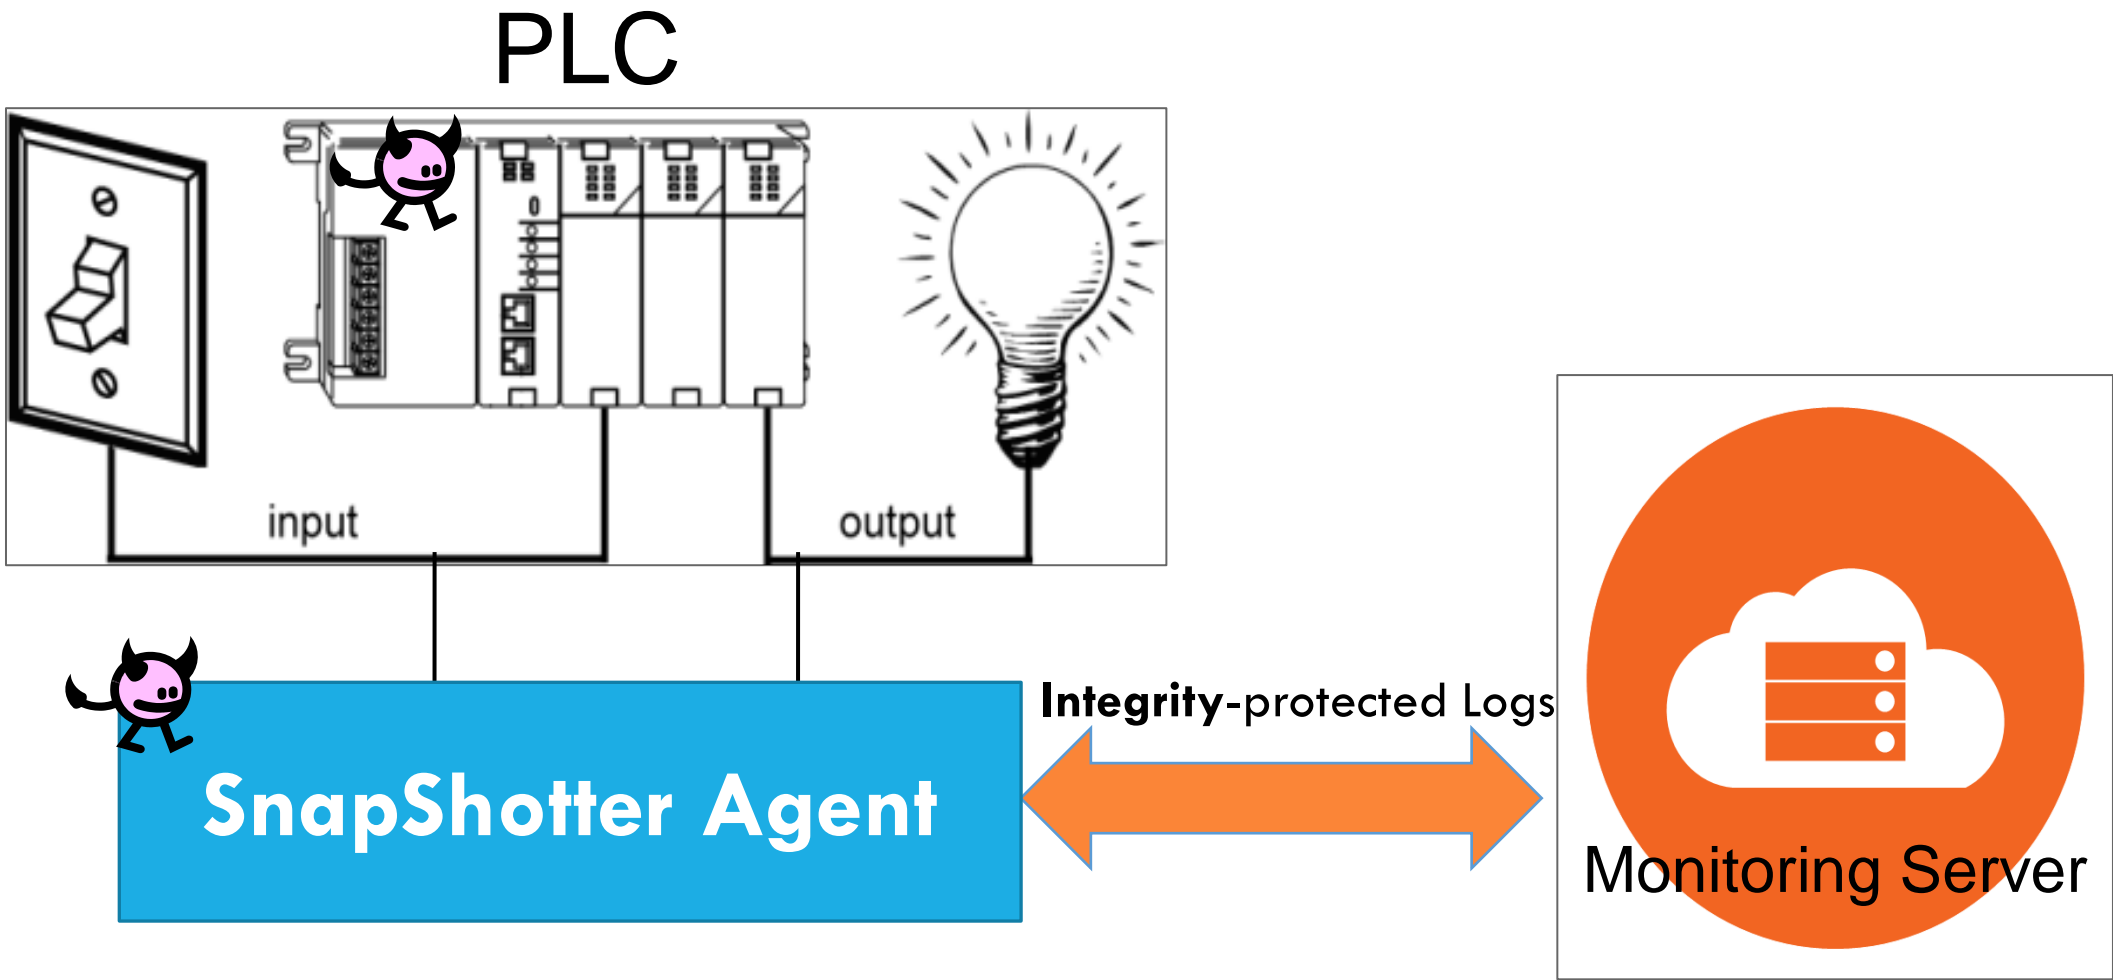 PLC
input
output
Integrity-protected Logs
SnapShotter Agent
Monitoring Server